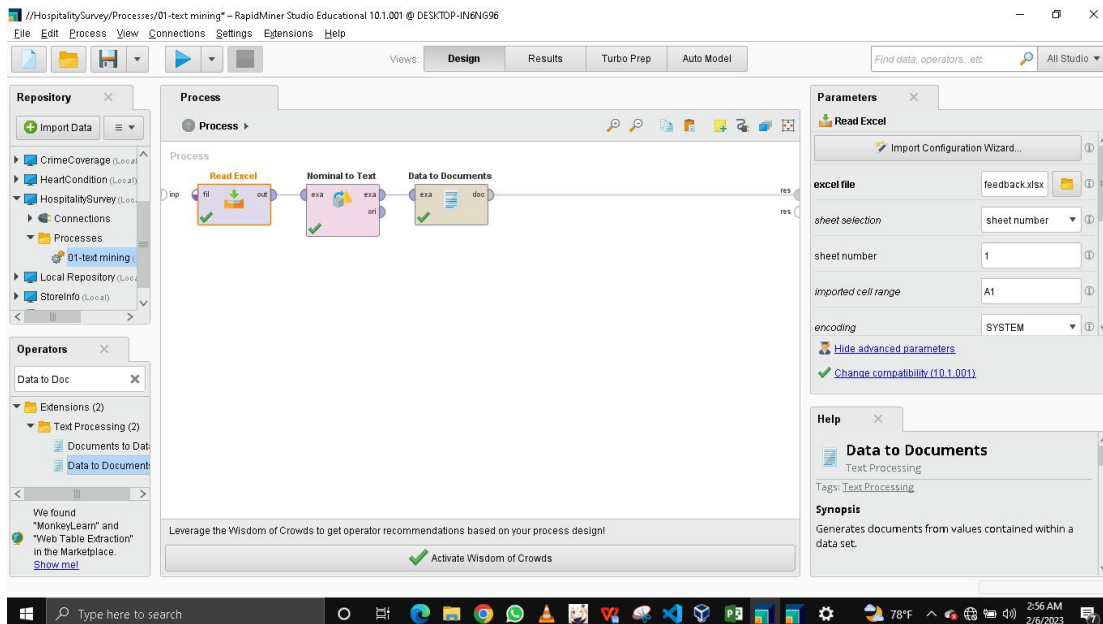 //HospitalitySurvey/Processes/01-text mining* – RapidMiner Studio Educational 10.1.001 @ DESKTOP-IN6NG96
File Edit Process View Connections Settings Extensions Help
Views: Design Results Turbo Prep Auto Model
Find data, operators...etc
All Studio
Repository
Import Data
CrimeCoverage (Local
HeartCondition (Local)
HospitalitySurvey (Loc
Connections
Processes
01-text mining (
Local Repository (Loca
StoreInfo (Local)
Operators
Data to Doc
Extensions (2)
Text Processing (2)
Documents to Data
Data to Documents
We found
"MonkeyLearn" and
"Web Table Extraction"
in the Marketplace.
Show me!
Process
Process
Process
Read Excel Nominal to Text Data to Documents
inp fil out exa exa exa doc res
ori res
Leverage the Wisdom of Crowds to get operator recommendations based on your process design!
Activate Wisdom of Crowds
Parameters
Read Excel
Import Configuration Wizard...
excel file feedback.xlsx
sheet selection sheet number
sheet number 1
imported cell range A1
encoding SYSTEM
Hide advanced parameters
Change compatibility (10.1.001)
Help
Data to Documents
Text Processing
Tags: Text Processing
Synopsis
Generates documents from values contained within a
data set.
Type here to search
78°F
2:56 AM
2/6/2023